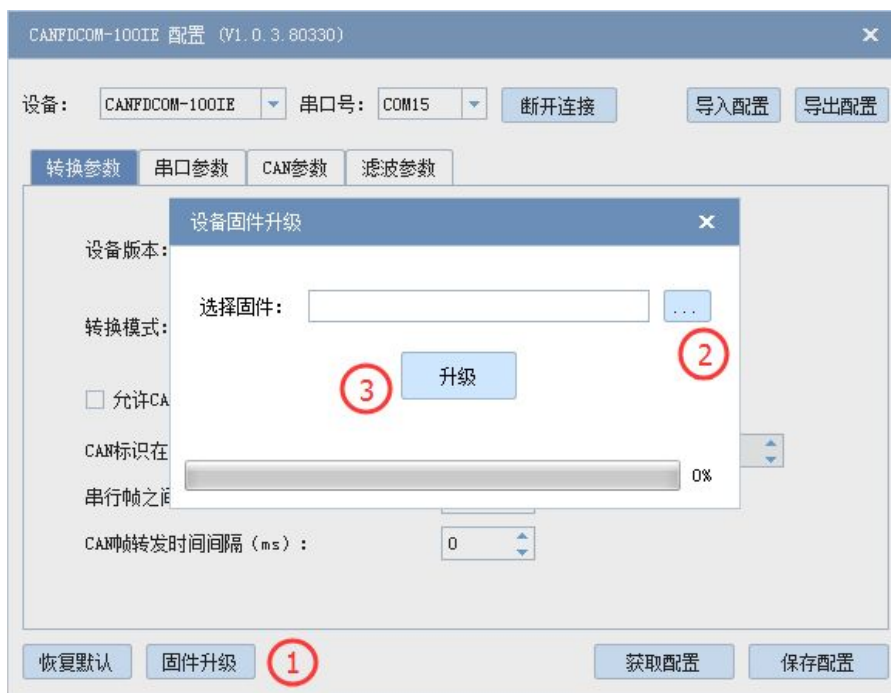 CANFDCOM-100IE 配置 (V1.0.3.80330)
设备: CANFDCOM-100IE 串口号: COM15 断开连接 导入配置 导出配置
转换参数 串口参数 CAN参数 滤波参数
设备固件升级
设备版本:
选择固件: ...
2
转换模式:
升级
3
允许CA
CAN标识在
0%
串行帧之间
CAN帧转发时间间隔 (ms) : 0
恢复默认 固件升级 1 获取配置 保存配置